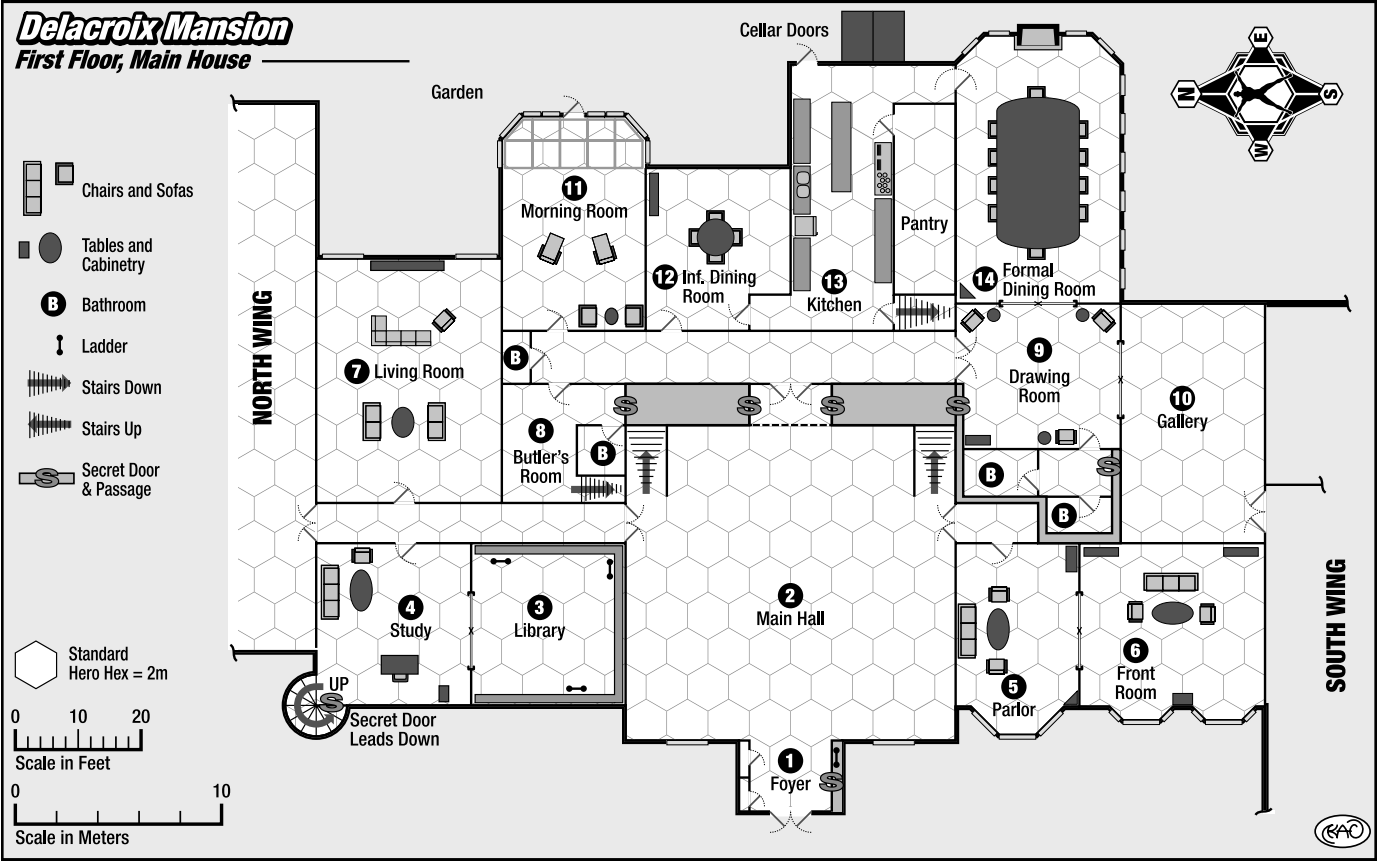 Delacroix Mansion
First Floor, Main House
Cellar Doors
Garden
E
N
S
W
Chairs and Sofas
Tables and
Cabinetry
B
Bathroom
Ladder
Stairs Down
Stairs Up
S
Secret Door
& Passage
Standard
Hero Hex = 2m
0 10 20
Scale in Feet
0 10
Scale in Meters
NORTH WING
SOUTH WING
11
Morning Room
12 Inf. Dining
Room
13
Kitchen
Pantry
14 Formal
Dining Room
7 Living Room
B
9
Drawing
Room
10
Gallery
S
S
S
S
8
Butler's
Room
B
B
S
B
4
Study
3
Library
2
Main Hall
5
Parlor
6
Front
Room
UP
S
Secret Door
Leads Down
1
Foyer
S
EAC